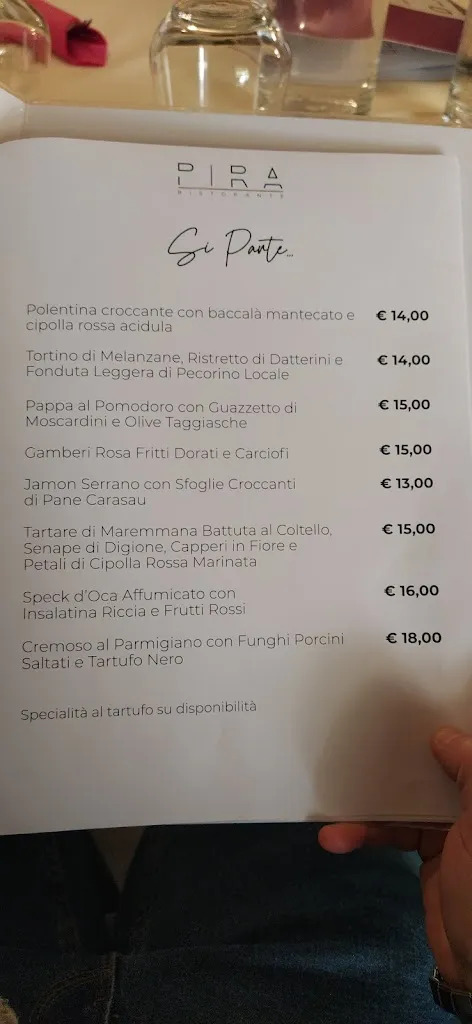 PIRA
RISTORANTE
Si Parte...
Polentina croccante con baccalà mantecato e € 14,00
cipolla rossa acidula
Tortino di Melanzane, Ristretto di Datterini e € 14,00
Fonduta Leggera di Pecorino Locale
Pappa al Pomodoro con Guazzetto di € 15,00
Moscardini e Olive Taggiasche
Gamberi Rosa Fritti Dorati e Carciofi € 15,00
Jamon Serrano con Sfoglie Croccanti € 13,00
di Pane Carasau
Tartare di Maremmana Battuta al Coltello, € 15,00
Senape di Digione, Capperi in Fiore e
Petali di Cipolla Rossa Marinata
Speck d'Oca Affumicato con € 16,00
Insalatina Riccia e Frutti Rossi
Cremoso al Parmigiano con Funghi Porcini € 18,00
Saltati e Tartufo Nero
Specialità al tartufo su disponibilità